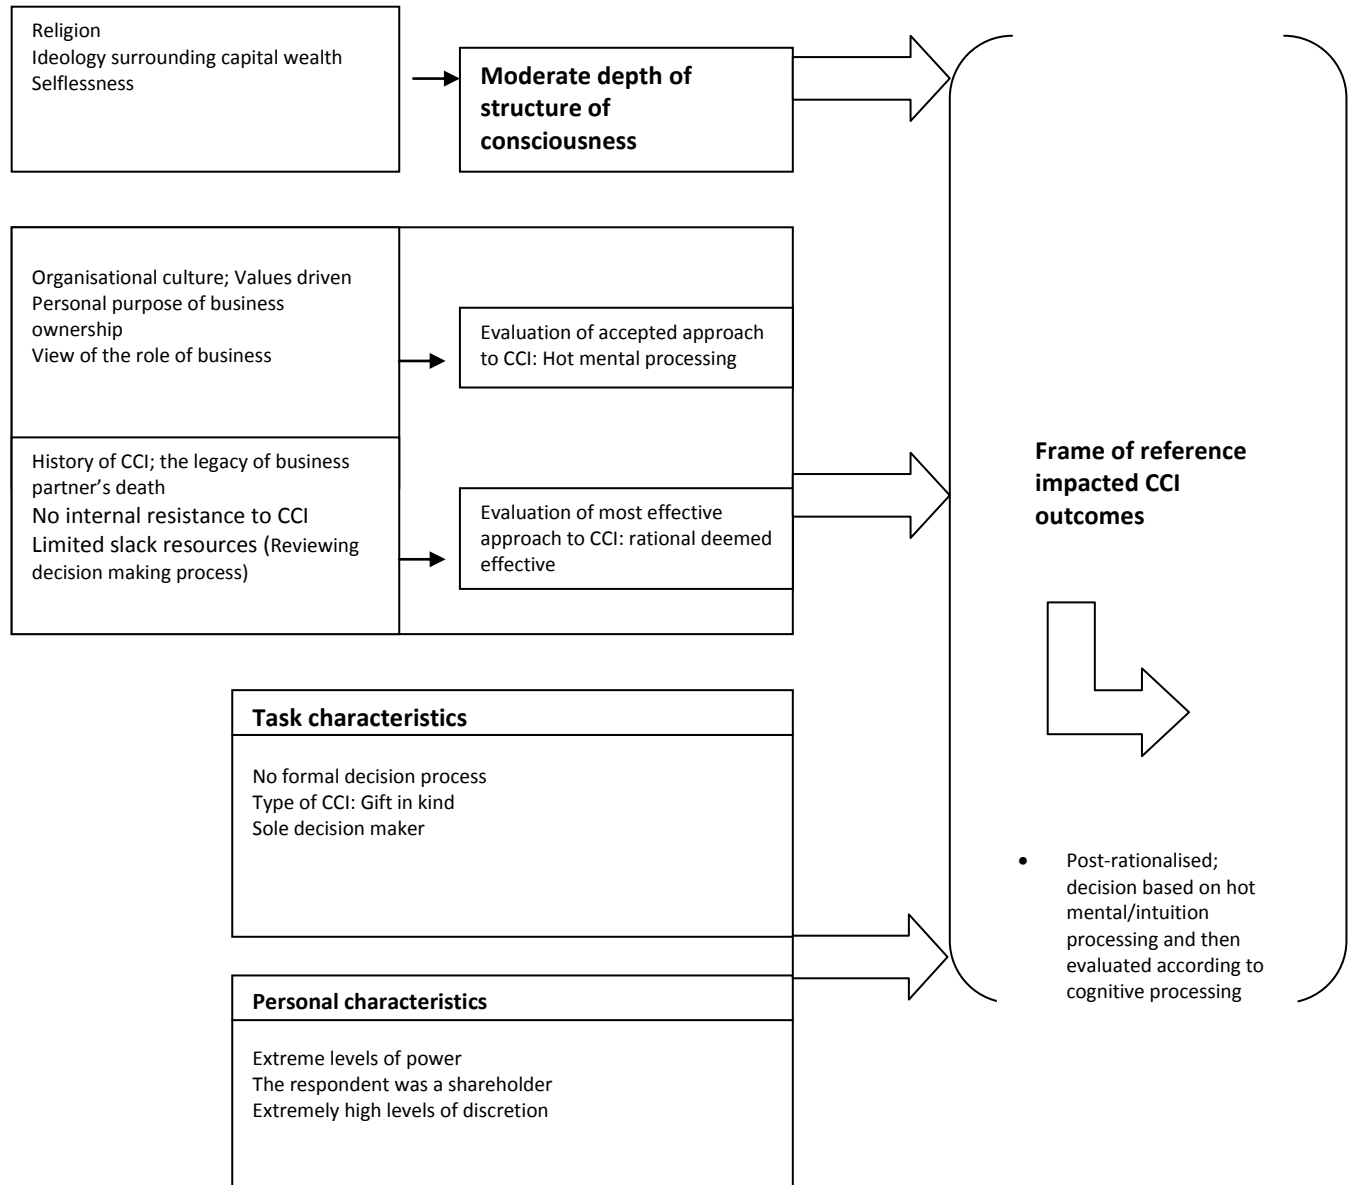 Religion
Ideology surrounding capital wealth
Selflessness
Moderate depth of
structure of
consciousness
Organisational culture; Values driven
Personal purpose of business
ownership
View of the role of business
Evaluation of accepted approach
to CCI: Hot mental processing
History of CCI; the legacy of business
partner's death
No internal resistance to CCI
Limited slack resources (Reviewing
decision making process)
Evaluation of most effective
approach to CCI: rational deemed
effective
Frame of reference
impacted CCI
outcomes
Task characteristics
No formal decision process
Type of CCI: Gift in kind
Sole decision maker
• Post-rationalised;
decision based on hot
mental/intuition
processing and then
evaluated according to
cognitive processing
Personal characteristics
Extreme levels of power
The respondent was a shareholder
Extremely high levels of discretion